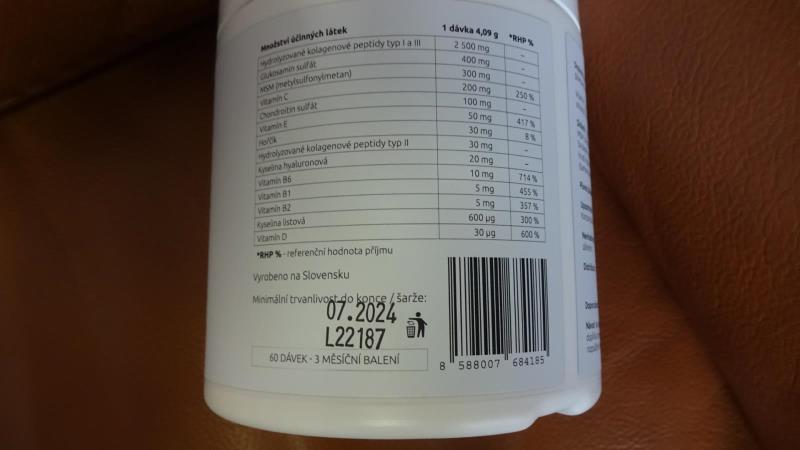 Množství účinných látek 1 dávka 4,09 g *RHP %
Hydrolyzované kolagenové peptidy typ I a III 2 500 mg –
Glukosamin sulfát 400 mg –
MSM (metylsulfonylmetan) 300 mg –
Vitamín C 200 mg 250 %
Chondroitin sulfát 100 mg –
Vitamín E 50 mg 417 %
Hořčík 30 mg 8 %
Hydrolyzované kolagenové peptidy typ II 30 mg –
Kyselina hyaluronová 20 mg –
Vitamín B6 10 mg 714 %
Vitamín B1 5 mg 455 %
Vitamín B2 5 mg 357 %
Kyselina listová 600 µg 300 %
Vitamín D 30 µg 600 %
*RHP % - referenční hodnota příjmu
Vyrobeno na Slovensku
Minimální trvanlivost do konce / šarže:
07.2024
L22187
60 DÁVEK - 3 MĚSÍČNÍ BALENÍ
8 588007 684185